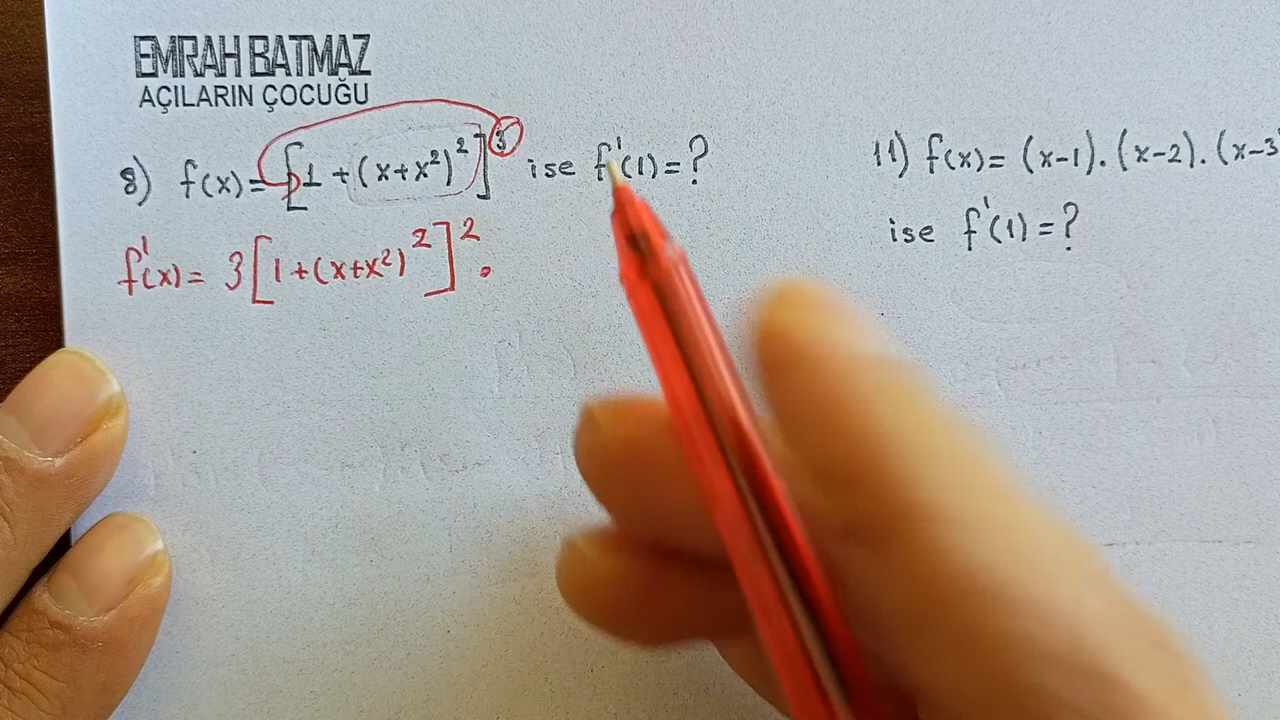 EMRAH BATMAZ
AÇILARIN ÇOCUĞU
8) f(x) = [1 + (x+x²)²]³ ise f'(1) = ?
f'(x) = 3[1+(x+x²)²]².
11) f(x) = (x-1).(x-2).(x-3
ise f'(1) = ?